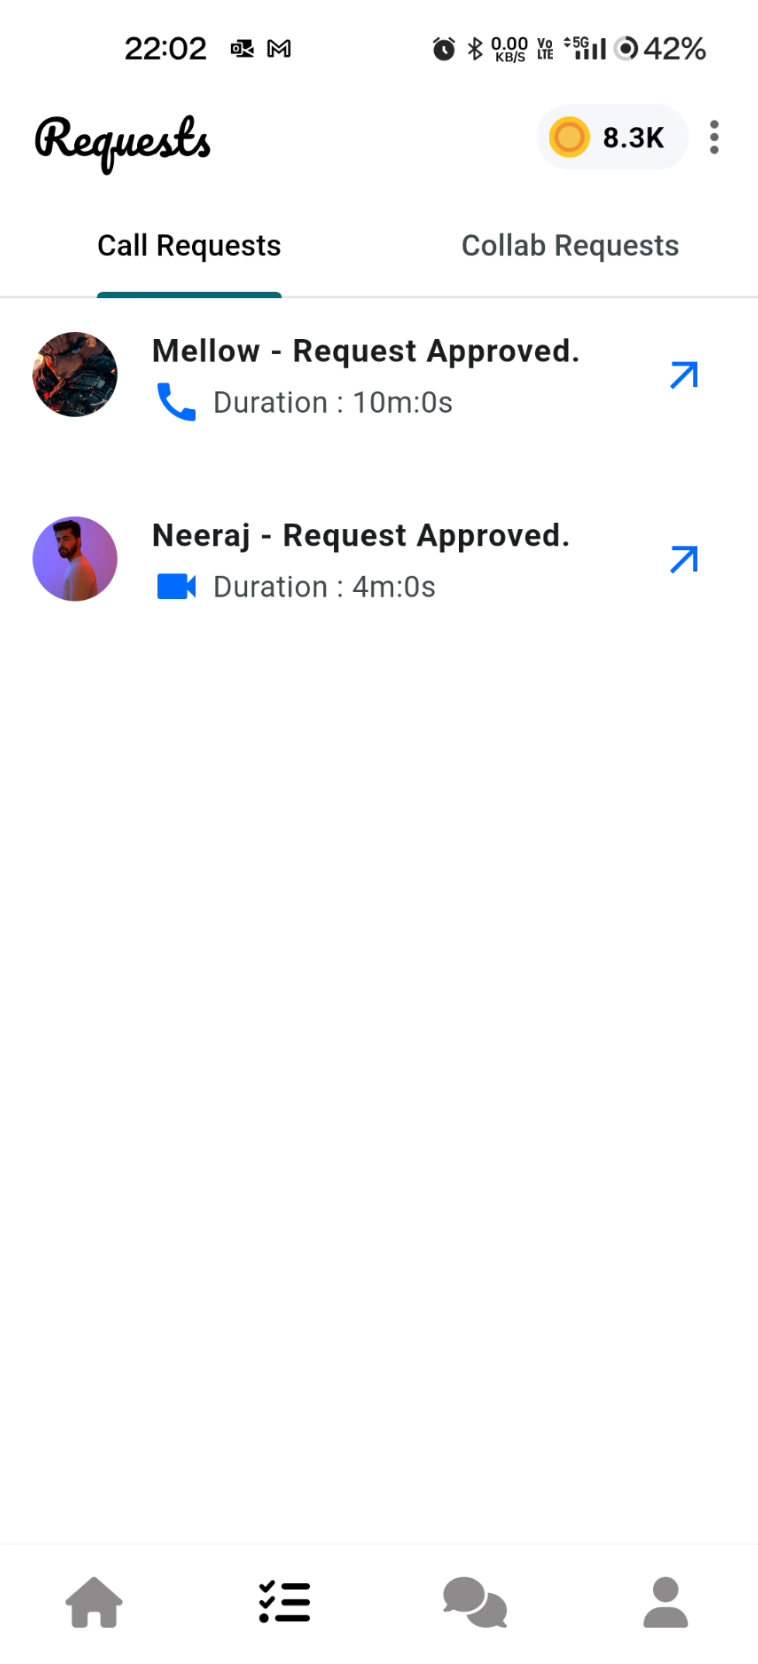 22:02 0.00 KB/S Vo LTE 5G 42%
Requests 8.3K
Call Requests Collab Requests
Mellow - Request Approved.
Duration : 10m:0s
Neeraj - Request Approved.
Duration : 4m:0s